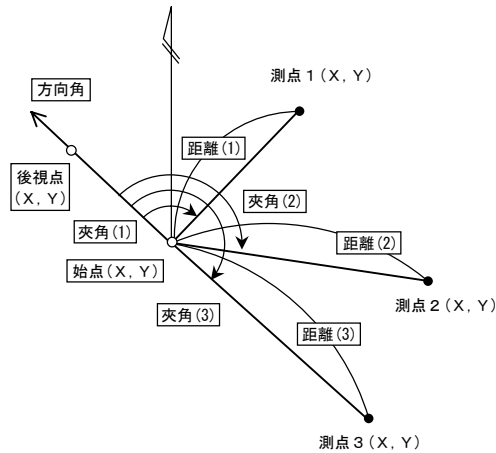 測点１(Ｘ, Ｙ)
方向角
距離(1)
後視点
(Ｘ, Ｙ)
夾角(2)
夾角(1)
距離(2)
始点(Ｘ, Ｙ)
測点２(Ｘ, Ｙ)
夾角(3)
距離(3)
測点３(Ｘ, Ｙ)